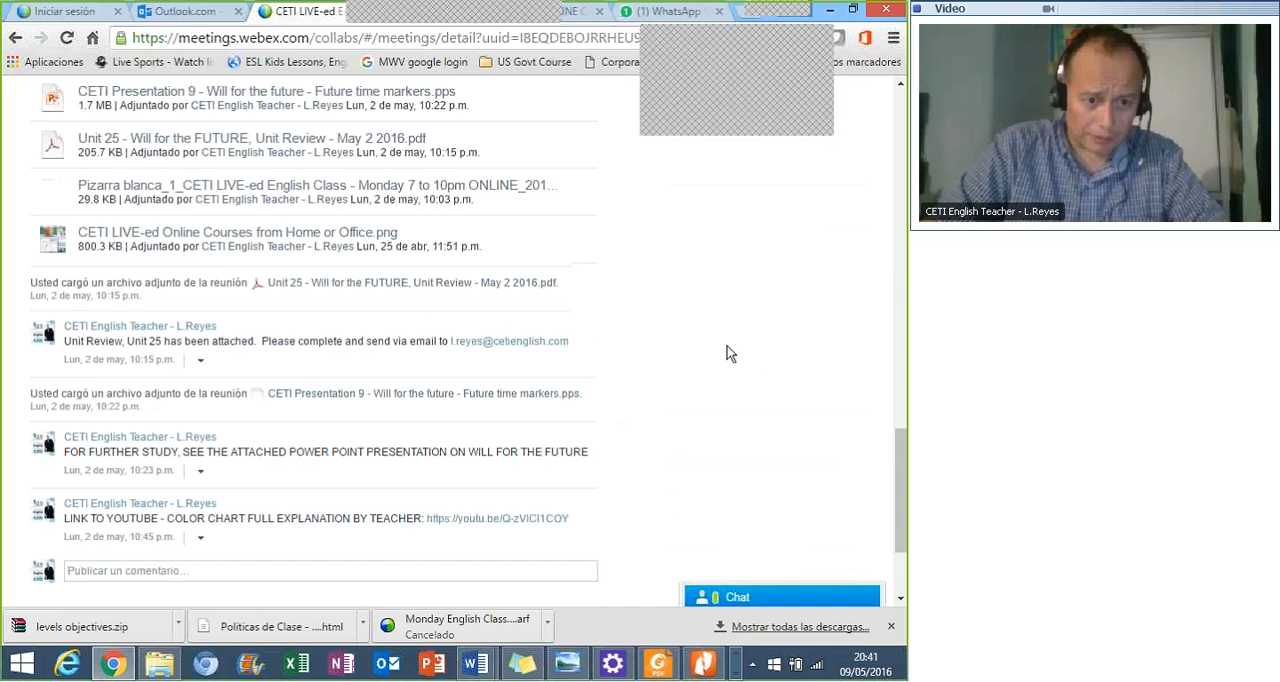 Iniciar sesión
Outlook.com
CETI LIVE-ed E
(1) WhatsApp
https://meetings.webex.com/collabs/#/meetings/detail?uuid=I8EQDEBOJRRHEU9
Aplicaciones
Live Sports - Watch li
ESL Kids Lessons, Eng
MWV google login
US Govt Course
Corpora
os marcadores
CETI Presentation 9 - Will for the future - Future time markers.pps
1.7 MB | Adjuntado por CETI English Teacher - L.Reyes Lun, 2 de may, 10:22 p.m.
Unit 25 - Will for the FUTURE, Unit Review - May 2 2016.pdf
205.7 KB | Adjuntado por CETI English Teacher - L.Reyes Lun, 2 de may, 10:15 p.m.
Pizarra blanca_1_CETI LIVE-ed English Class - Monday 7 to 10pm ONLINE_201...
29.8 KB | Adjuntado por CETI English Teacher - L.Reyes Lun, 2 de may, 10:03 p.m.
CETI LIVE-ed Online Courses from Home or Office.png
800.3 KB | Adjuntado por CETI English Teacher - L.Reyes Lun, 25 de abr, 11:51 p.m.
Usted cargó un archivo adjunto de la reunión Unit 25 - Will for the FUTURE, Unit Review - May 2 2016.pdf.
Lun, 2 de may, 10:15 p.m.
CETI English Teacher - L.Reyes
Unit Review, Unit 25 has been attached. Please complete and send via email to l.reyes@cetienglish.com
Lun, 2 de may, 10:15 p.m.
Usted cargó un archivo adjunto de la reunión CETI Presentation 9 - Will for the future - Future time markers.pps.
Lun, 2 de may, 10:22 p.m.
CETI English Teacher - L.Reyes
FOR FURTHER STUDY, SEE THE ATTACHED POWER POINT PRESENTATION ON WILL FOR THE FUTURE
Lun, 2 de may, 10:23 p.m.
CETI English Teacher - L.Reyes
LINK TO YOUTUBE - COLOR CHART FULL EXPLANATION BY TEACHER: https://youtu.be/Q-zVlCI1COY
Lun, 2 de may, 10:45 p.m.
Publicar un comentario...
Chat
levels objectives.zip
Políticas de Clase - ....html
Monday English Class....arf
Cancelado
Mostrar todas las descargas...
20:41
09/05/2016
Video
CETI English Teacher - L.Reyes